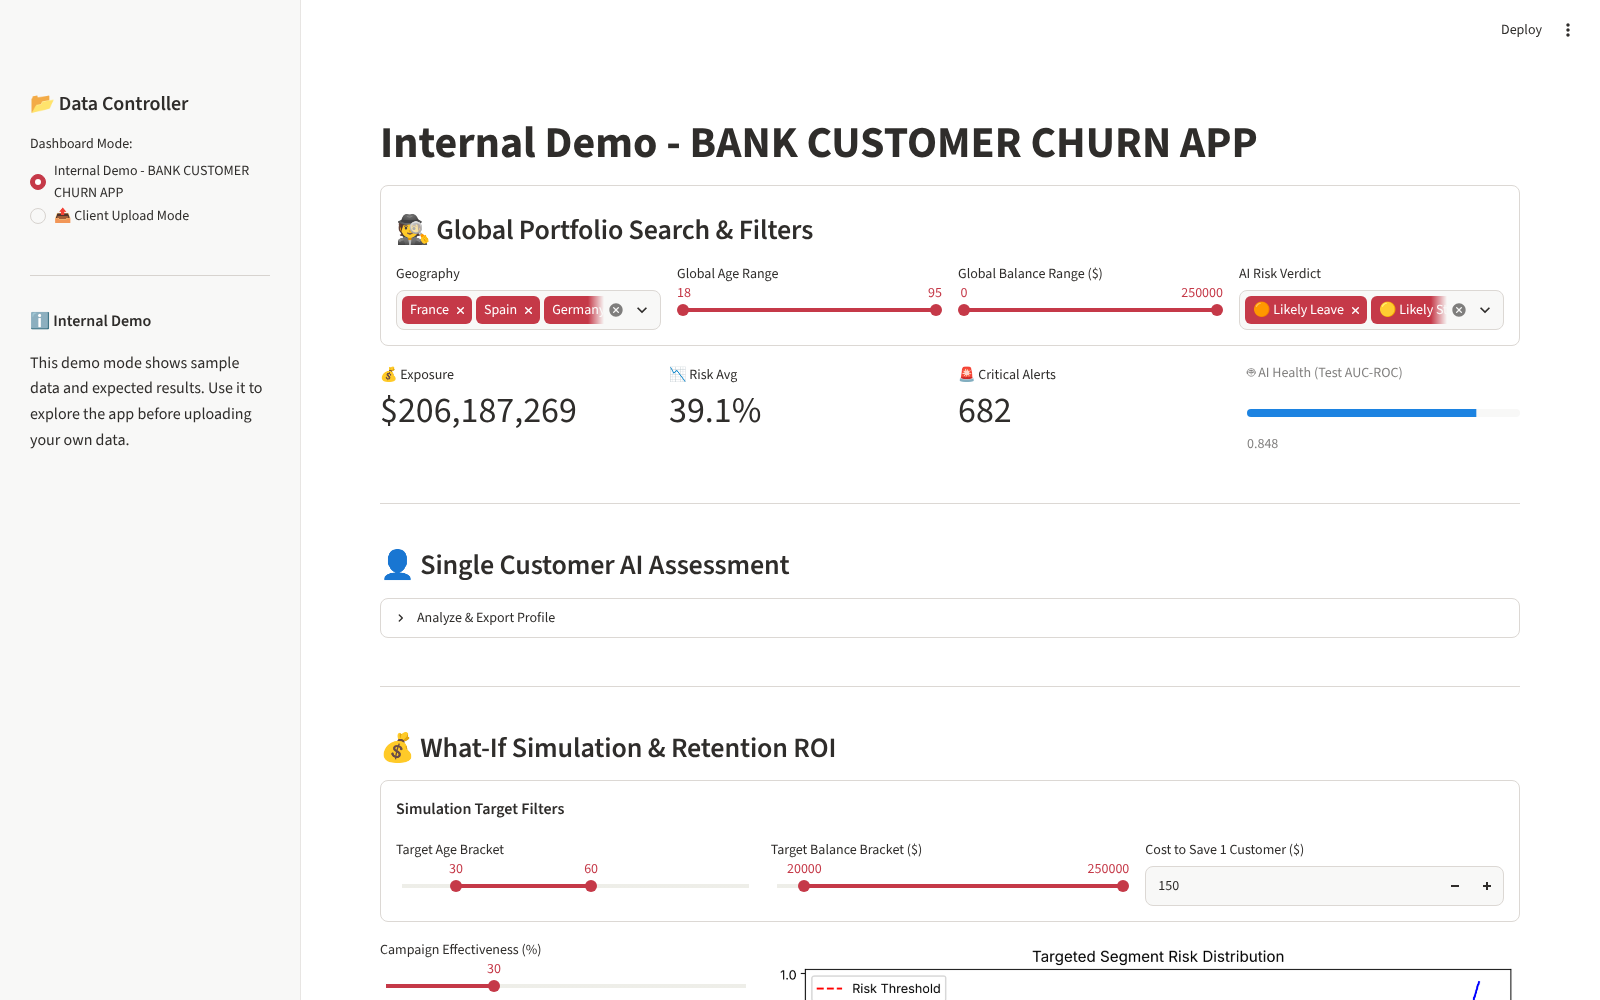 Deploy
📂 Data Controller
Dashboard Mode:
Internal Demo - BANK CUSTOMER
CHURN APP
📤 Client Upload Mode
ℹ️ Internal Demo
This demo mode shows sample
data and expected results. Use it to
explore the app before uploading
your own data.
Internal Demo - BANK CUSTOMER CHURN APP
🕵️ Global Portfolio Search & Filters
Geography
France
Spain
Germany
Global Age Range
18
95
Global Balance Range ($)
0
250000
AI Risk Verdict
🟠 Likely Leave
🟡 Likely
💰 Exposure
$206,187,269
📉 Risk Avg
39.1%
🚨 Critical Alerts
682
AI Health (Test AUC-ROC)
0.848
👤 Single Customer AI Assessment
Analyze & Export Profile
💰 What-If Simulation & Retention ROI
Simulation Target Filters
Target Age Bracket
30
60
Target Balance Bracket ($)
20000
250000
Cost to Save 1 Customer ($)
150
Campaign Effectiveness (%)
30
Targeted Segment Risk Distribution
1.0
Risk Threshold